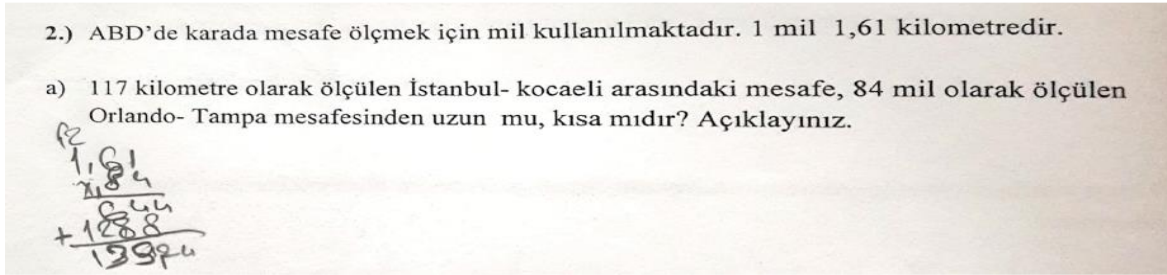 2.) ABD'de karada mesafe ölçmek için mil kullanılmaktadır. 1 mil 1,61 kilometredir.
a) 117 kilometre olarak ölçülen İstanbul- kocaeli arasındaki mesafe, 84 mil olarak ölçülen
Orlando- Tampa mesafesinden uzun mu, kısa mıdır? Açıklayınız.
1,61
644
+1288